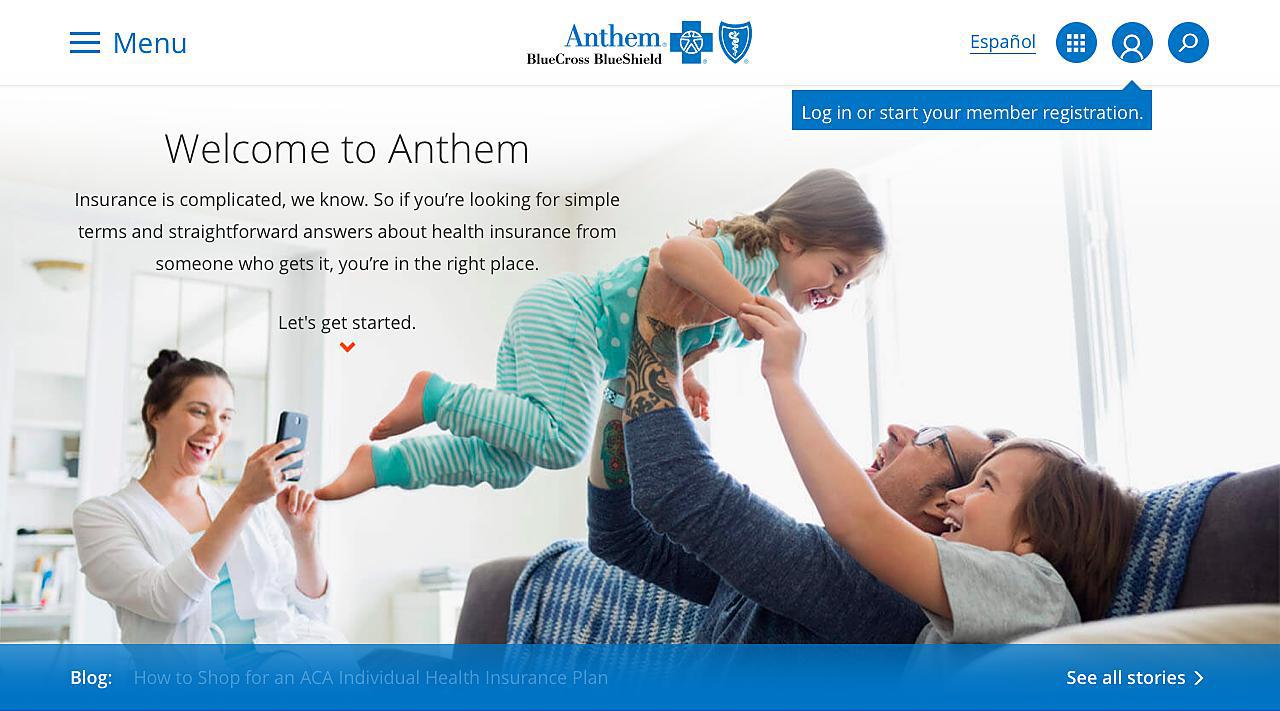 Menu
Anthem
BlueCross BlueShield
Español
Log in or start your member registration.
Welcome to Anthem
Insurance is complicated, we know. So if you’re looking for simple
terms and straightforward answers about health insurance from
someone who gets it, you’re in the right place.
Let's get started.
Blog: How to Shop for an ACA Individual Health Insurance Plan
See all stories